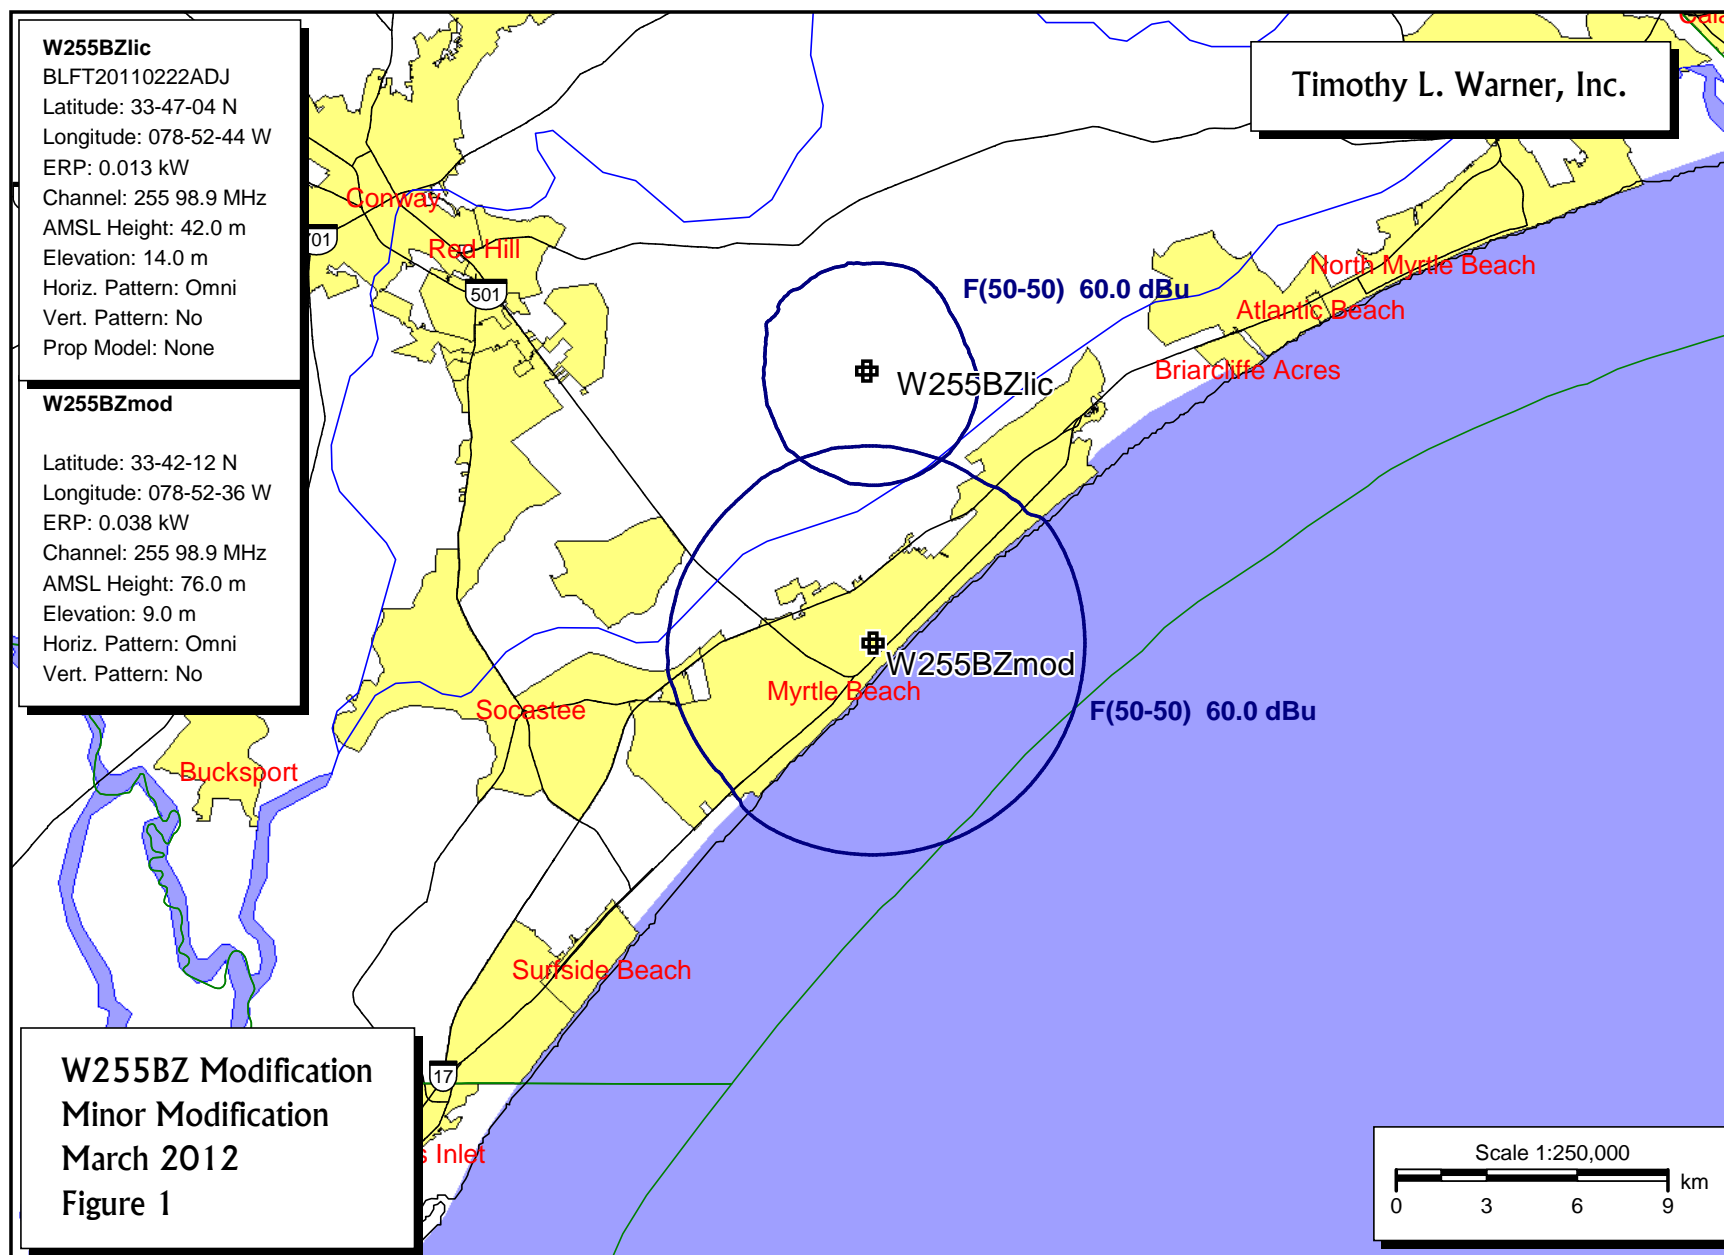 W255BZlic
BLFT20110222ADJ
Latitude: 33-47-04 N
Longitude: 078-52-44 W
ERP: 0.013 kW
Channel: 255 98.9 MHz
AMSL Height: 42.0 m
Elevation: 14.0 m
Horiz. Pattern: Omni
Vert. Pattern: No
Prop Model: None
W255BZmod
Latitude: 33-42-12 N
Longitude: 078-52-36 W
ERP: 0.038 kW
Channel: 255 98.9 MHz
AMSL Height: 76.0 m
Elevation: 9.0 m
Horiz. Pattern: Omni
Vert. Pattern: No
Timothy L. Warner, Inc.
Conway
01
Red Hill
501
North Myrtle Beach
F(50-50) 60.0 dBu
Atlantic Beach
Briarcliffe Acres
W255BZlic
W255BZmod
Myrtle Beach
Socastee
F(50-50) 60.0 dBu
Bucksport
Surfside Beach
17
s Inlet
W255BZ Modification
Minor Modification
March 2012
Figure 1
Scale 1:250,000
km
0 3 6 9